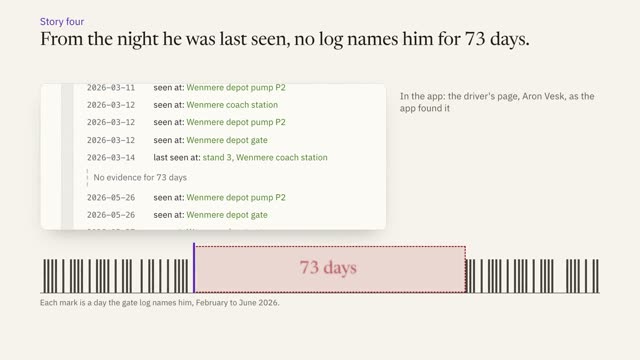 Story four
From the night he was last seen, no log names him for 73 days.
2026-03-11 seen at: Wenmere depot pump P2
2026-03-12 seen at: Wenmere coach station
2026-03-12 seen at: Wenmere depot pump P2
2026-03-12 seen at: Wenmere depot gate
2026-03-14 last seen at: stand 3, Wenmere coach station
No evidence for 73 days
2026-05-26 seen at: Wenmere depot pump P2
2026-05-26 seen at: Wenmere depot gate
In the app: the driver's page, Aron Vesk, as the
app found it
73 days
Each mark is a day the gate log names him, February to June 2026.